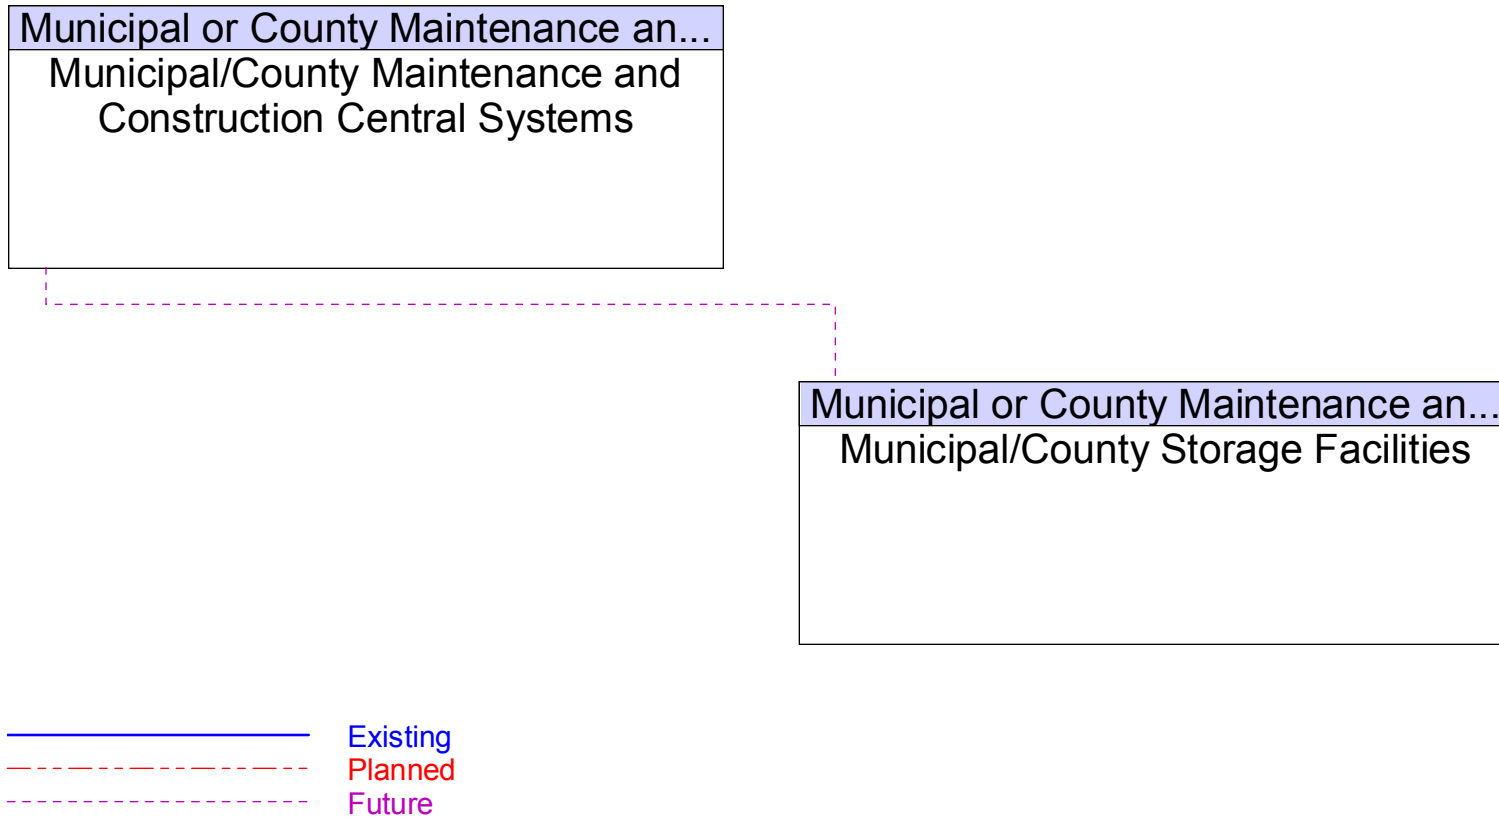 Municipal or County Maintenance an...
Municipal/County Maintenance and
Construction Central Systems
Municipal or County Maintenance an...
Municipal/County Storage Facilities
Existing
Planned
Future